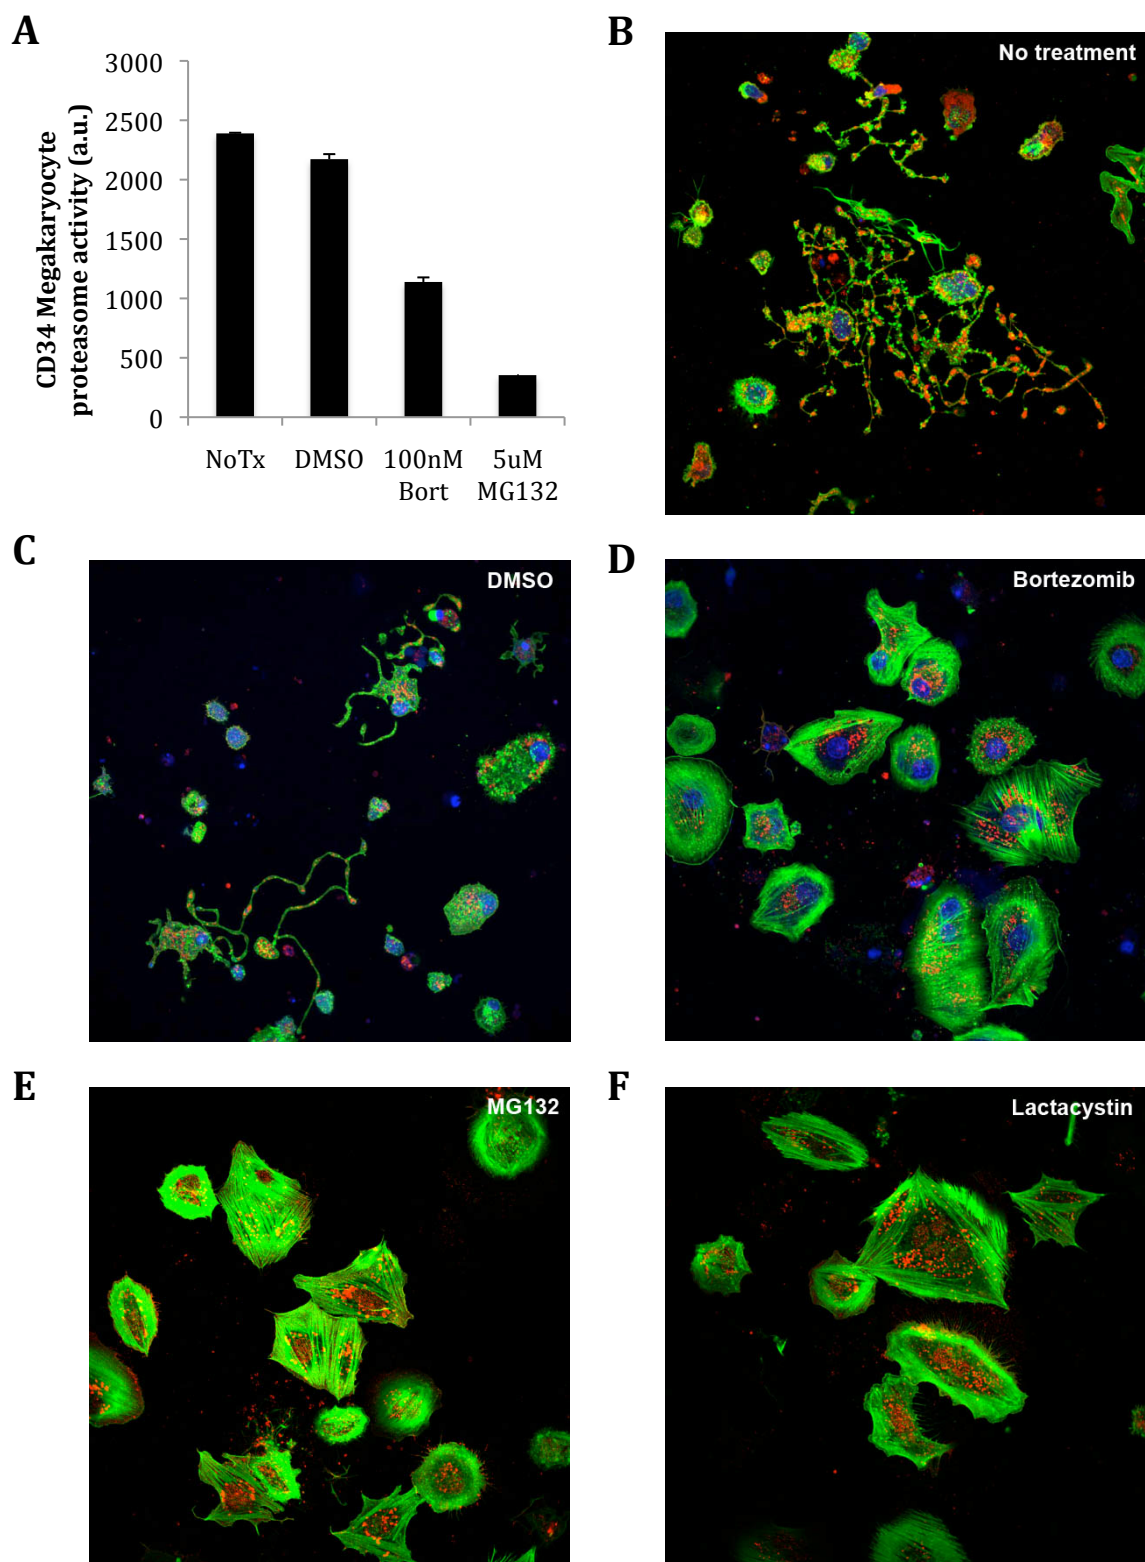 A
CD34 Megakaryocyte
proteasome activity (a.u.)
3000
2500
2000
1500
1000
500
0
NoTx
DMSO
100nM
Bort
5uM
MG132
B
No treatment
C
DMSO
D
Bortezomib
E
MG132
F
Lactacystin